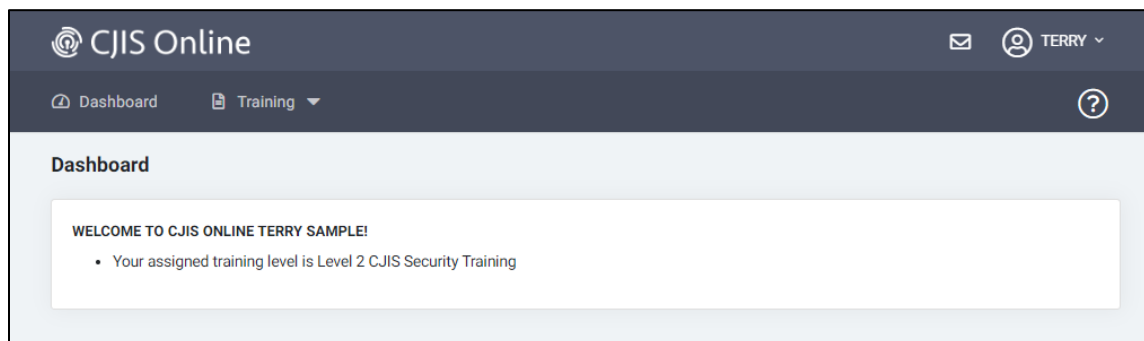 CJIS Online
TERRY
Dashboard
Training
?
Dashboard
WELCOME TO CJIS ONLINE TERRY SAMPLE!
• Your assigned training level is Level 2 CJIS Security Training